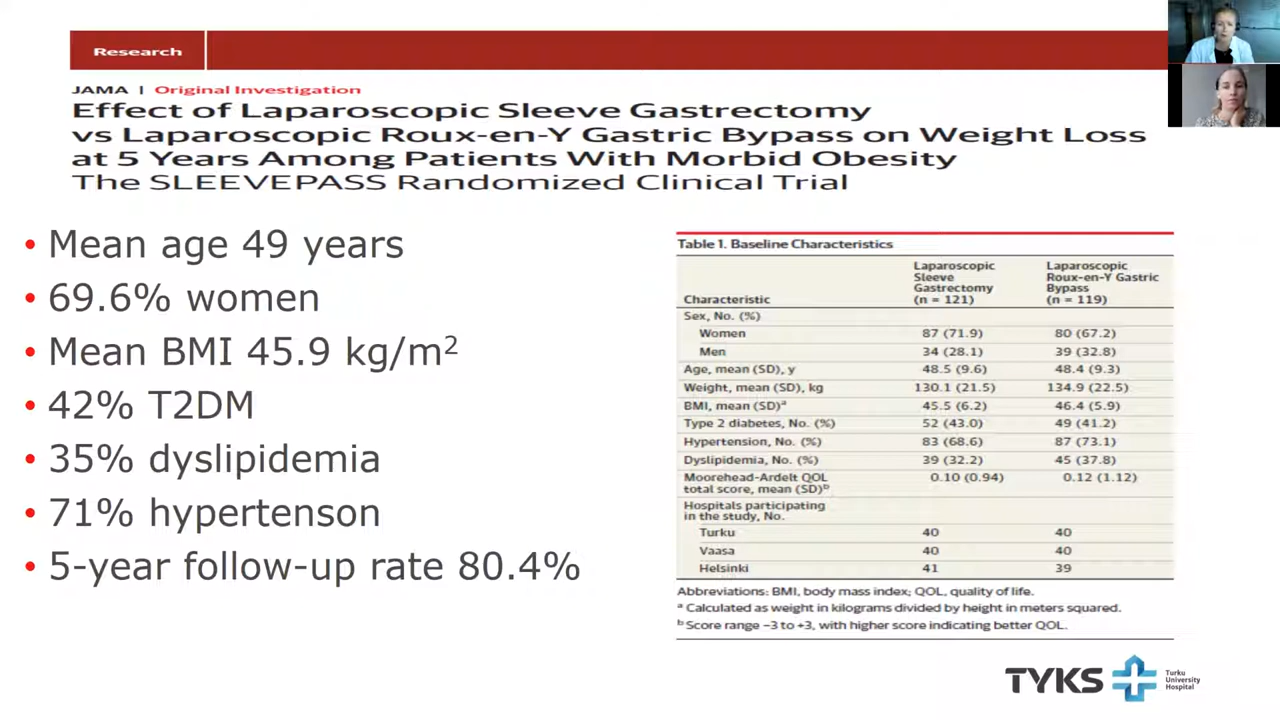 Research
JAMA | Original Investigation
Effect of Laparoscopic Sleeve Gastrectomy
vs Laparoscopic Roux-en-Y Gastric Bypass on Weight Loss
at 5 Years Among Patients With Morbid Obesity
The SLEEVEPASS Randomized Clinical Trial
• Mean age 49 years
• 69.6% women
• Mean BMI 45.9 kg/m²
• 42% T2DM
• 35% dyslipidemia
• 71% hypertenson
• 5-year follow-up rate 80.4%
Table 1. Baseline Characteristics
Characteristic Laparoscopic Sleeve Gastrectomy (n = 121) Laparoscopic Roux-en-Y Gastric Bypass (n = 119)
Sex, No. (%)
Women 87 (71.9) 80 (67.2)
Men 34 (28.1) 39 (32.8)
Age, mean (SD), y 48.5 (9.6) 48.4 (9.3)
Weight, mean (SD), kg 130.1 (21.5) 134.9 (22.5)
BMI, mean (SD)ᵃ 45.5 (6.2) 46.4 (5.9)
Type 2 diabetes, No. (%) 52 (43.0) 49 (41.2)
Hypertension, No. (%) 83 (68.6) 87 (73.1)
Dyslipidemia, No. (%) 39 (32.2) 45 (37.8)
Moorehead-Ardelt QOL
total score, mean (SD)ᵇ 0.10 (0.94) 0.12 (1.12)
Hospitals participating
in the study, No.
Turku 40 40
Vaasa 40 40
Helsinki 41 39
Abbreviations: BMI, body mass index; QOL, quality of life.
ᵃ Calculated as weight in kilograms divided by height in meters squared.
ᵇ Score range −3 to +3, with higher score indicating better QOL.
TYKS
Turku
University
Hospital